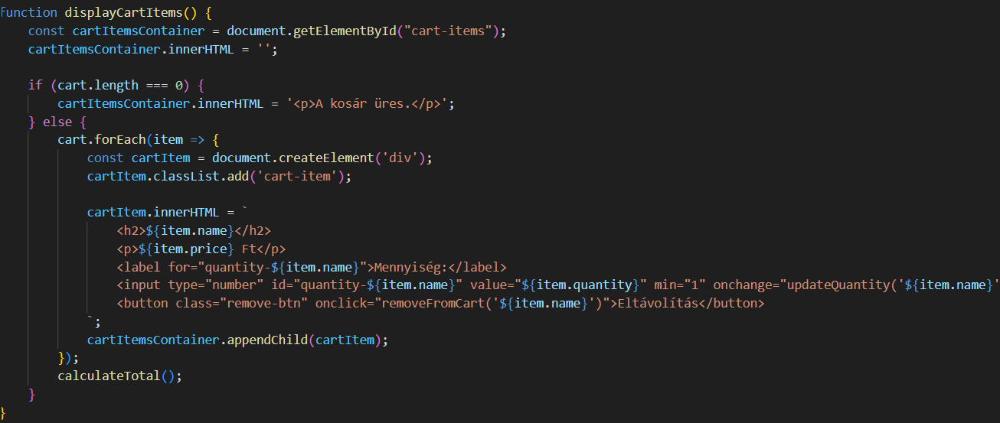 function displayCartItems() {
const cartItemsContainer = document.getElementById("cart-items");
cartItemsContainer.innerHTML = '';
if (cart.length === 0) {
cartItemsContainer.innerHTML = '<p>A kosár üres.</p>';
} else {
cart.forEach(item => {
const cartItem = document.createElement('div');
cartItem.classList.add('cart-item');
cartItem.innerHTML = `
<h2>${item.name}</h2>
<p>${item.price} Ft</p>
<label for="quantity-${item.name}">Mennyiség:</label>
<input type="number" id="quantity-${item.name}" value="${item.quantity}" min="1" onchange="updateQuantity('${item.name}'
<button class="remove-btn" onclick="removeFromCart('${item.name}')">Eltávolítás</button>
`;
cartItemsContainer.appendChild(cartItem);
});
calculateTotal();
}
}